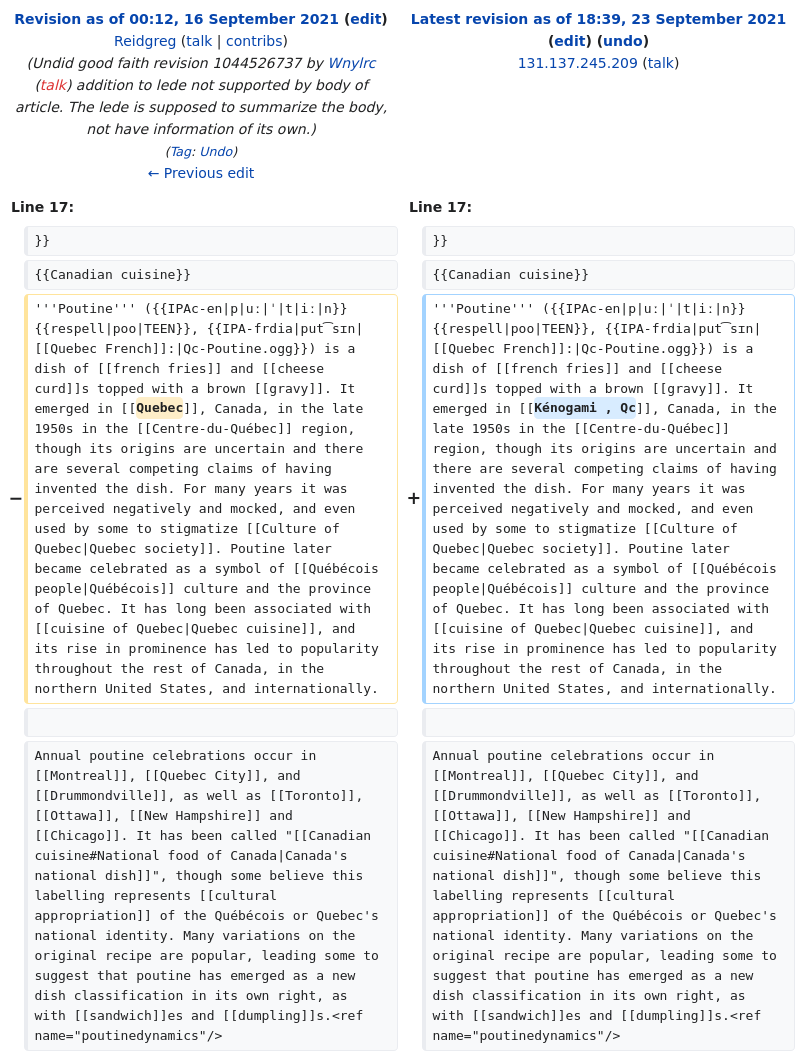 Revision as of 00:12, 16 September 2021 (edit)
Reidgreg (talk | contribs)
(Undid good faith revision 1044526737 by Wnylrc
(talk) addition to lede not supported by body of
article. The lede is supposed to summarize the body,
not have information of its own.)
(Tag: Undo)
← Previous edit
Latest revision as of 18:39, 23 September 2021
(edit) (undo)
131.137.245.209 (talk)
Line 17:
}}
{{Canadian cuisine}}
−
'''Poutine''' ({{IPAc-en|p|uː|ˈ|t|iː|n}}
{{respell|poo|TEEN}}, {{IPA-frdia|put͡sɪn|
[[Quebec French]]:|Qc-Poutine.ogg}}) is a
dish of [[french fries]] and [[cheese
curd]]s topped with a brown [[gravy]]. It
emerged in [[Quebec]], Canada, in the late
1950s in the [[Centre-du-Québec]] region,
though its origins are uncertain and there
are several competing claims of having
invented the dish. For many years it was
perceived negatively and mocked, and even
used by some to stigmatize [[Culture of
Quebec|Quebec society]]. Poutine later
became celebrated as a symbol of [[Québécois
people|Québécois]] culture and the province
of Quebec. It has long been associated with
[[cuisine of Quebec|Quebec cuisine]], and
its rise in prominence has led to popularity
throughout the rest of Canada, in the
northern United States, and internationally.
Annual poutine celebrations occur in
[[Montreal]], [[Quebec City]], and
[[Drummondville]], as well as [[Toronto]],
[[Ottawa]], [[New Hampshire]] and
[[Chicago]]. It has been called "[[Canadian
cuisine#National food of Canada|Canada's
national dish]]", though some believe this
labelling represents [[cultural
appropriation]] of the Québécois or Quebec's
national identity. Many variations on the
original recipe are popular, leading some to
suggest that poutine has emerged as a new
dish classification in its own right, as
with [[sandwich]]es and [[dumpling]]s.<ref
name="poutinedynamics"/>
Line 17:
}}
{{Canadian cuisine}}
+
'''Poutine''' ({{IPAc-en|p|uː|ˈ|t|iː|n}}
{{respell|poo|TEEN}}, {{IPA-frdia|put͡sɪn|
[[Quebec French]]:|Qc-Poutine.ogg}}) is a
dish of [[french fries]] and [[cheese
curd]]s topped with a brown [[gravy]]. It
emerged in [[Kénogami , Qc]], Canada, in the
late 1950s in the [[Centre-du-Québec]]
region, though its origins are uncertain and
there are several competing claims of having
invented the dish. For many years it was
perceived negatively and mocked, and even
used by some to stigmatize [[Culture of
Quebec|Quebec society]]. Poutine later
became celebrated as a symbol of [[Québécois
people|Québécois]] culture and the province
of Quebec. It has long been associated with
[[cuisine of Quebec|Quebec cuisine]], and
its rise in prominence has led to popularity
throughout the rest of Canada, in the
northern United States, and internationally.
Annual poutine celebrations occur in
[[Montreal]], [[Quebec City]], and
[[Drummondville]], as well as [[Toronto]],
[[Ottawa]], [[New Hampshire]] and
[[Chicago]]. It has been called "[[Canadian
cuisine#National food of Canada|Canada's
national dish]]", though some believe this
labelling represents [[cultural
appropriation]] of the Québécois or Quebec's
national identity. Many variations on the
original recipe are popular, leading some to
suggest that poutine has emerged as a new
dish classification in its own right, as
with [[sandwich]]es and [[dumpling]]s.<ref
name="poutinedynamics"/>